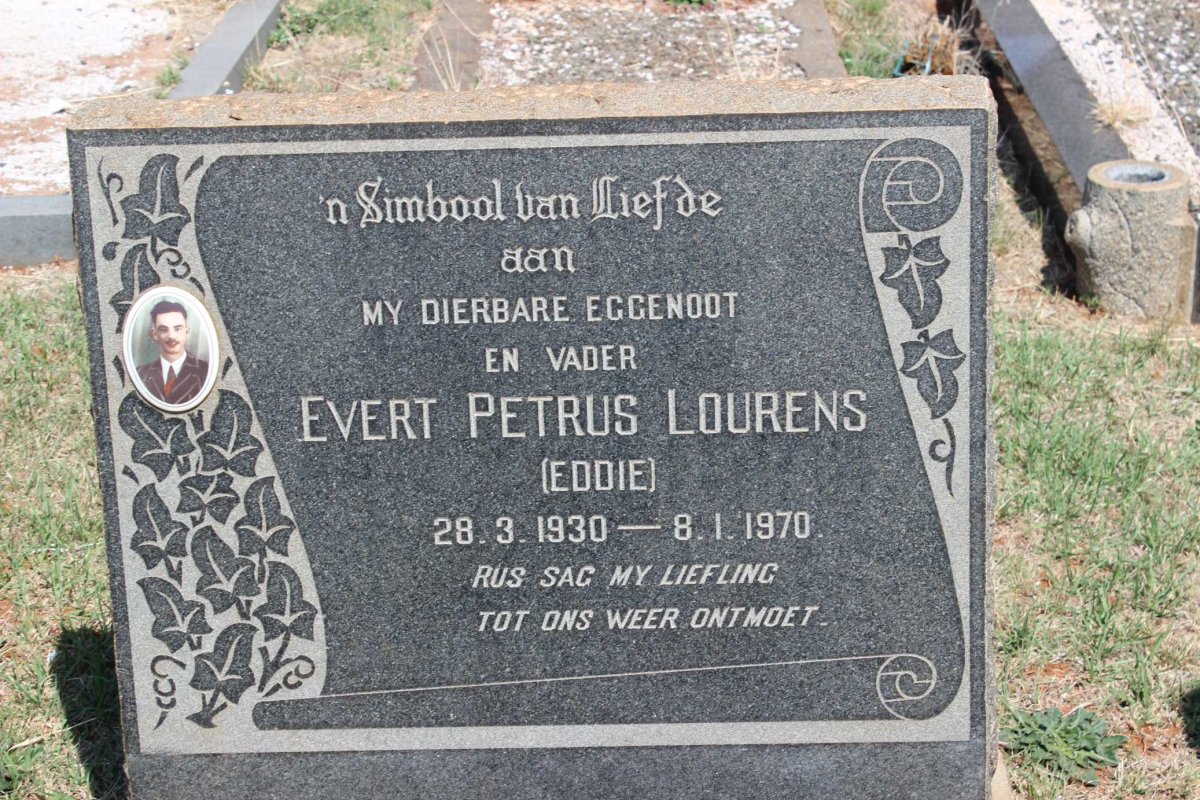 'n Simbool van Liefde
aan
MY DIERBARE EGGENOOT
EN VADER
EVERT PETRUS LOURENS
(EDDIE)
28.3.1930 — 8.1.1970.
RUS SAG MY LIEFLING
TOT ONS WEER ONTMOET.